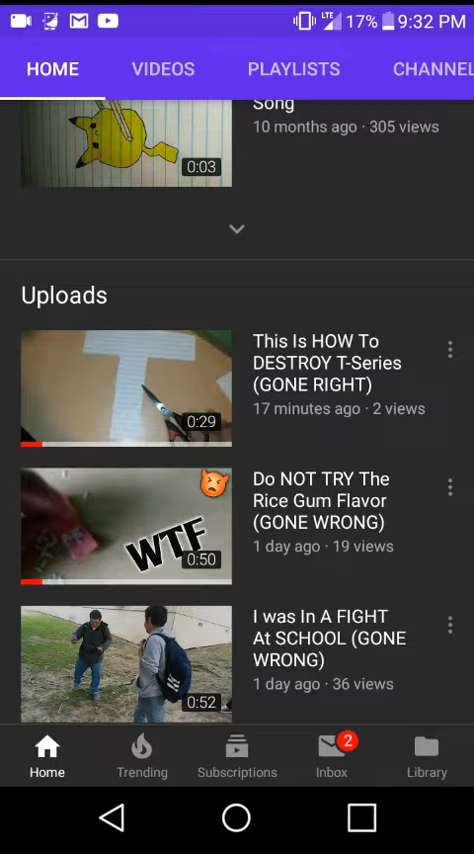 LTE 17% 9:32 PM
HOME VIDEOS PLAYLISTS CHANNEL
Song
10 months ago · 305 views
0:03
Uploads
This Is HOW To
DESTROY T-Series
(GONE RIGHT)
17 minutes ago · 2 views
0:29
Do NOT TRY The
Rice Gum Flavor
(GONE WRONG)
1 day ago · 19 views
WTF
0:50
I was In A FIGHT
At SCHOOL (GONE
WRONG)
1 day ago · 36 views
0:52
2
Home Trending Subscriptions Inbox Library